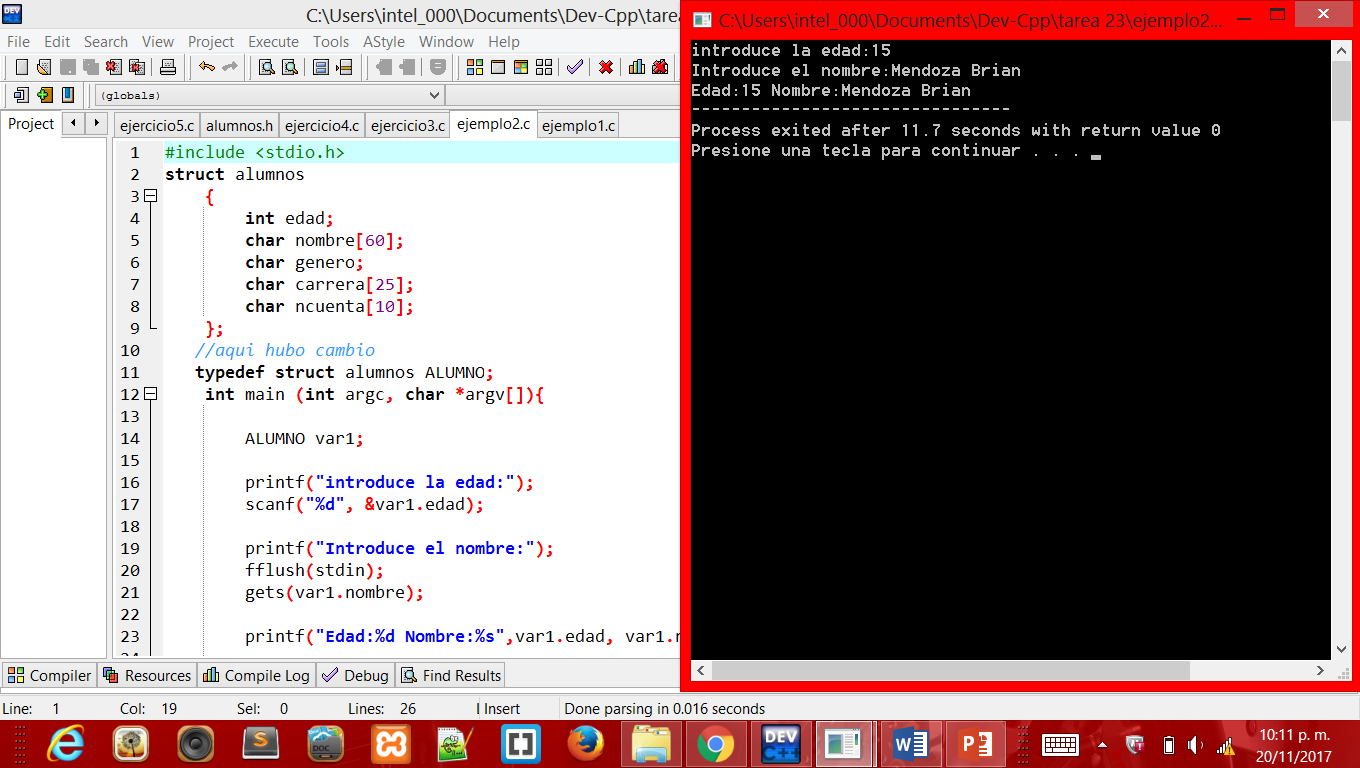 C:\Users\intel_000\Documents\Dev-Cpp\tarea
File Edit Search View Project Execute Tools AStyle Window Help
(globals)
Project
ejercicio5.c alumnos.h ejercicio4.c ejercicio3.c ejemplo2.c ejemplo1.c
1 #include <stdio.h>
2 struct alumnos
3 {
4 int edad;
5 char nombre[60];
6 char genero;
7 char carrera[25];
8 char ncuenta[10];
9 };
10 //aqui hubo cambio
11 typedef struct alumnos ALUMNO;
12 int main (int argc, char *argv[]){
13
14 ALUMNO var1;
15
16 printf("introduce la edad:");
17 scanf("%d", &var1.edad);
18
19 printf("Introduce el nombre:");
20 fflush(stdin);
21 gets(var1.nombre);
22
23 printf("Edad:%d Nombre:%s",var1.edad, var1.
C:\Users\intel_000\Documents\Dev-Cpp\tarea 23\ejemplo2...
introduce la edad:15
Introduce el nombre:Mendoza Brian
Edad:15 Nombre:Mendoza Brian
--------------------------------
Process exited after 11.7 seconds with return value 0
Presione una tecla para continuar . . .
Compiler Resources Compile Log Debug Find Results
Line: 1 Col: 19 Sel: 0 Lines: 26 Insert Done parsing in 0.016 seconds
DOC
DEV
10:11 p. m.
20/11/2017